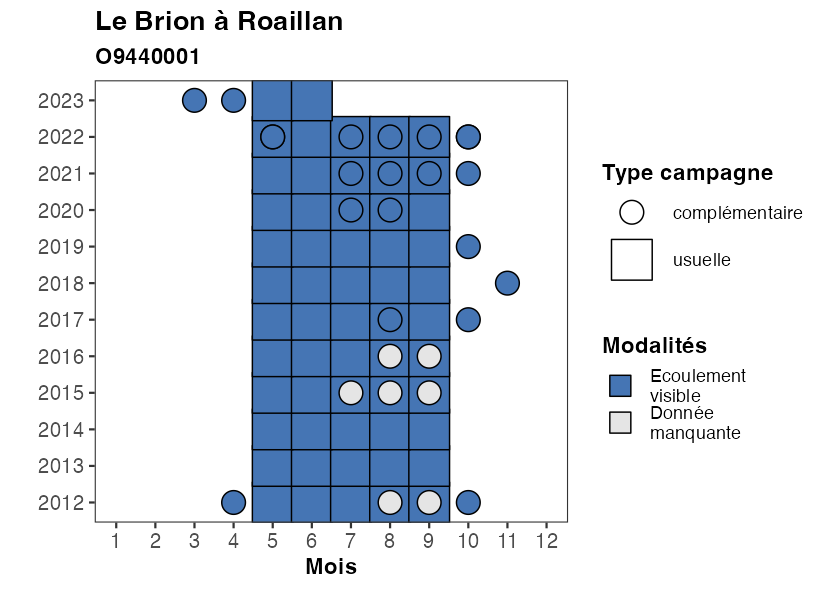 Le Brion à Roaillan
O9440001
2023
2022
2021
2020
2019
2018
2017
2016
2015
2014
2013
2012
1 2 3 4 5 6 7 8 9 10 11 12
Mois
Type campagne
complémentaire
usuelle
Modalités
Ecoulement
visible
Donnée
manquante